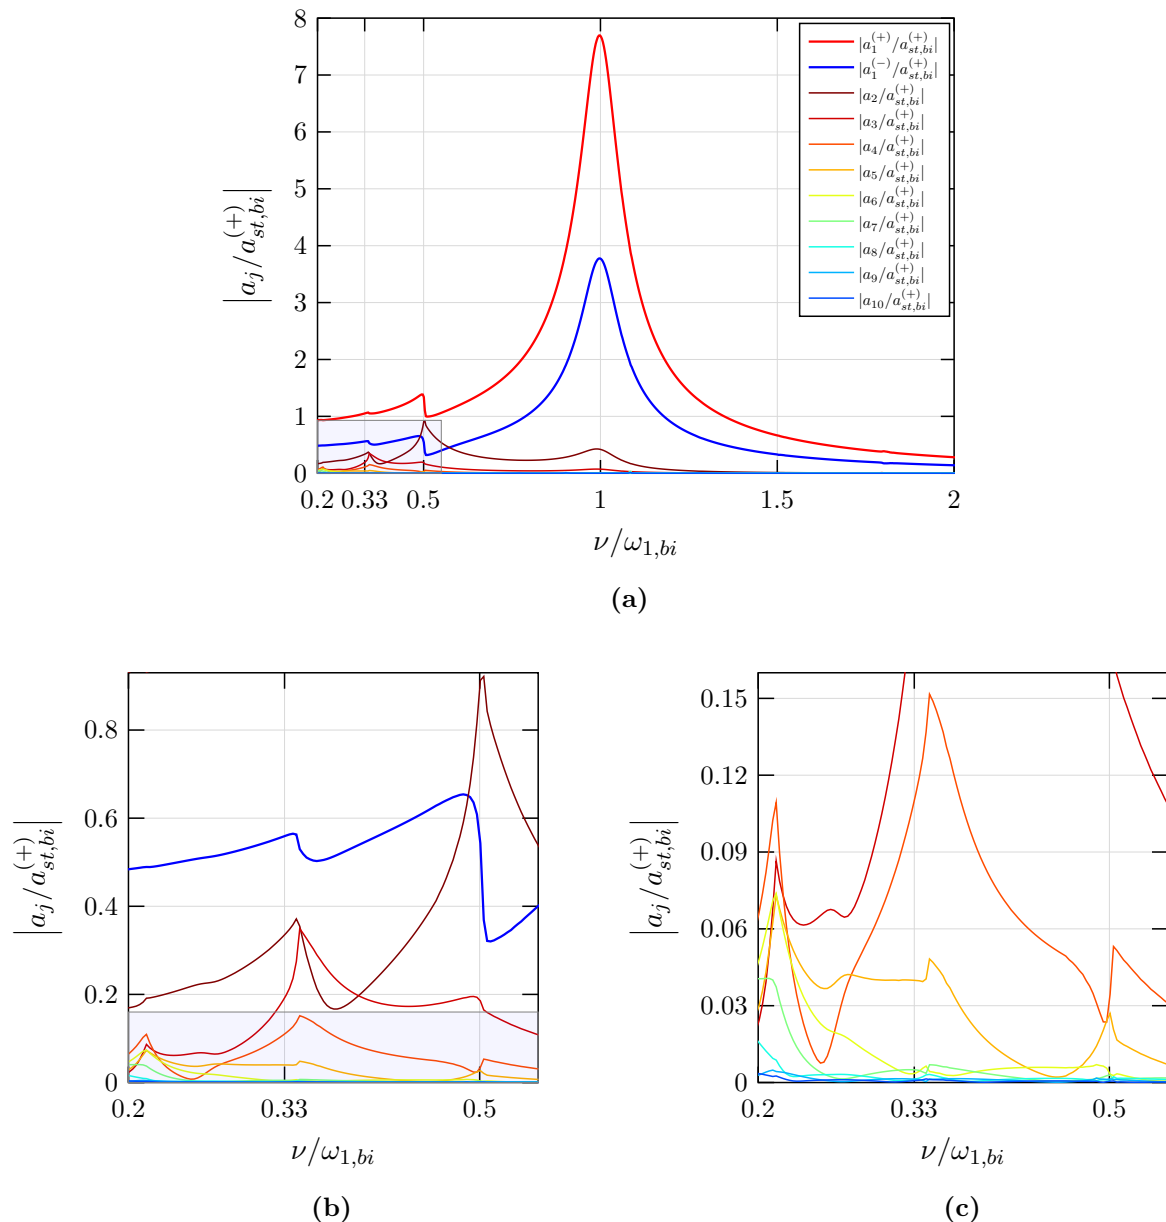 8
7
6
5
4
3
2
1
0
|a_j/a_{st,bi}^{(+)}|
|a_1^{(+)}/a_{st,bi}^{(+)}|
|a_1^{(-)}/a_{st,bi}^{(+)}|
|a_2/a_{st,bi}^{(+)}|
|a_3/a_{st,bi}^{(+)}|
|a_4/a_{st,bi}^{(+)}|
|a_5/a_{st,bi}^{(+)}|
|a_6/a_{st,bi}^{(+)}|
|a_7/a_{st,bi}^{(+)}|
|a_8/a_{st,bi}^{(+)}|
|a_9/a_{st,bi}^{(+)}|
|a_{10}/a_{st,bi}^{(+)}|
0.2 0.33 0.5 1 1.5 2
ν/ω_{1,bi}
(a)
0.8
0.6
0.4
0.2
0
|a_j/a_{st,bi}^{(+)}|
0.2 0.33 0.5
ν/ω_{1,bi}
(b)
0.15
0.12
0.09
0.06
0.03
0
|a_j/a_{st,bi}^{(+)}|
0.2 0.33 0.5
ν/ω_{1,bi}
(c)